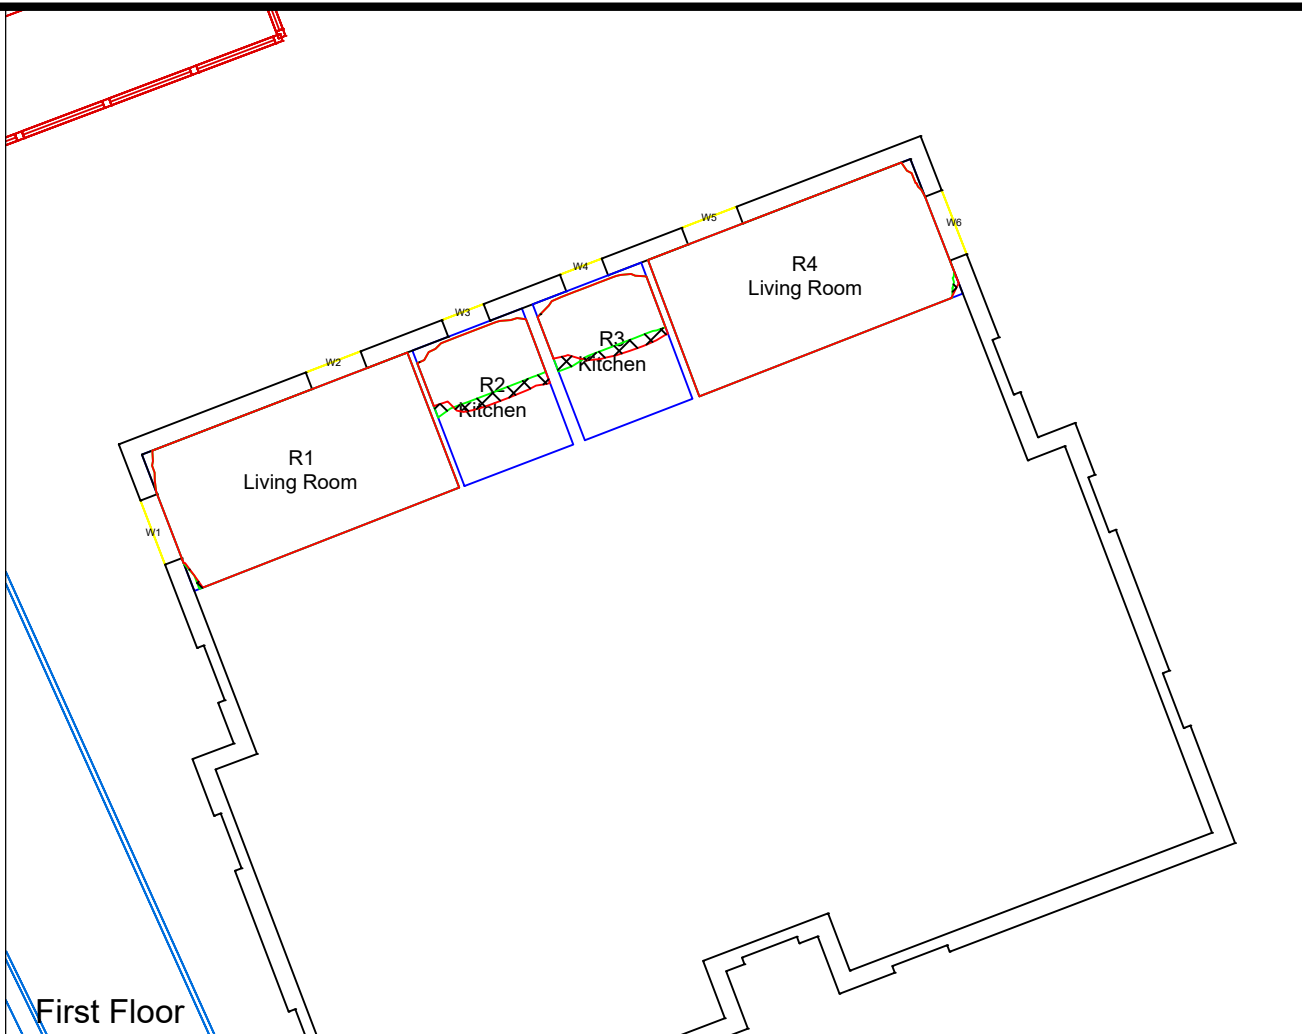 W5
W6
R4
Living Room
W4
W3
R3
Kitchen
W2
R2
Kitchen
R1
Living Room
W1
First Floor